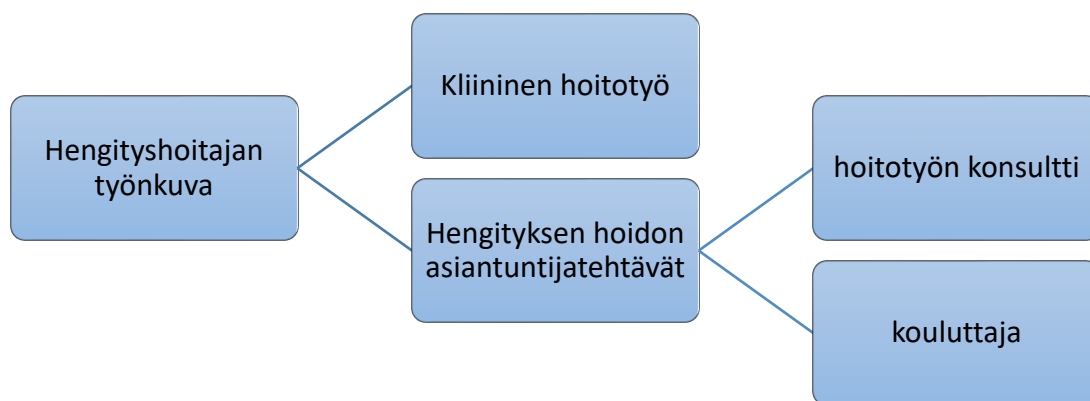 Hengityshoitajan
työnkuva
Kliininen hoitotyö
Hengityksen hoidon
asiantuntijatehtävät
hoitotyön konsultti
kouluttaja